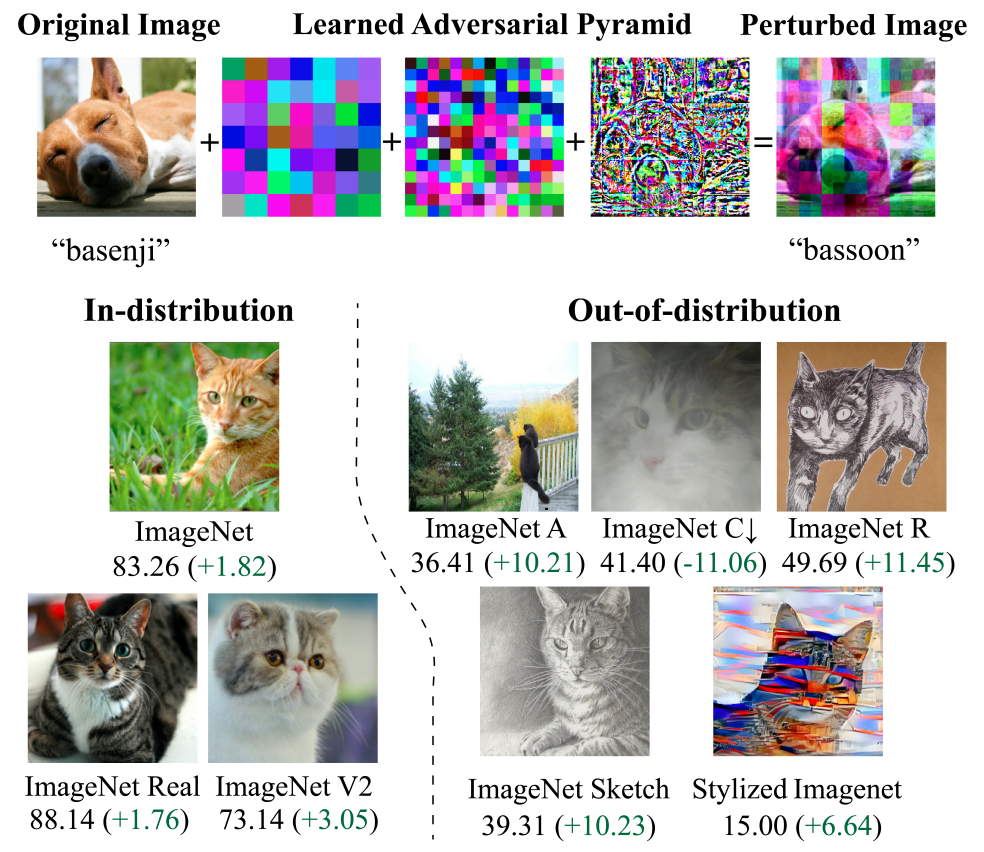 Original Image Learned Adversarial Pyramid Perturbed Image
+ + + =
“basenji” “bassoon”
In-distribution
ImageNet
83.26 (+1.82)
ImageNet Real ImageNet V2
88.14 (+1.76) 73.14 (+3.05)
Out-of-distribution
ImageNet A ImageNet C↓ ImageNet R
36.41 (+10.21) 41.40 (-11.06) 49.69 (+11.45)
ImageNet Sketch Stylized Imagenet
39.31 (+10.23) 15.00 (+6.64)